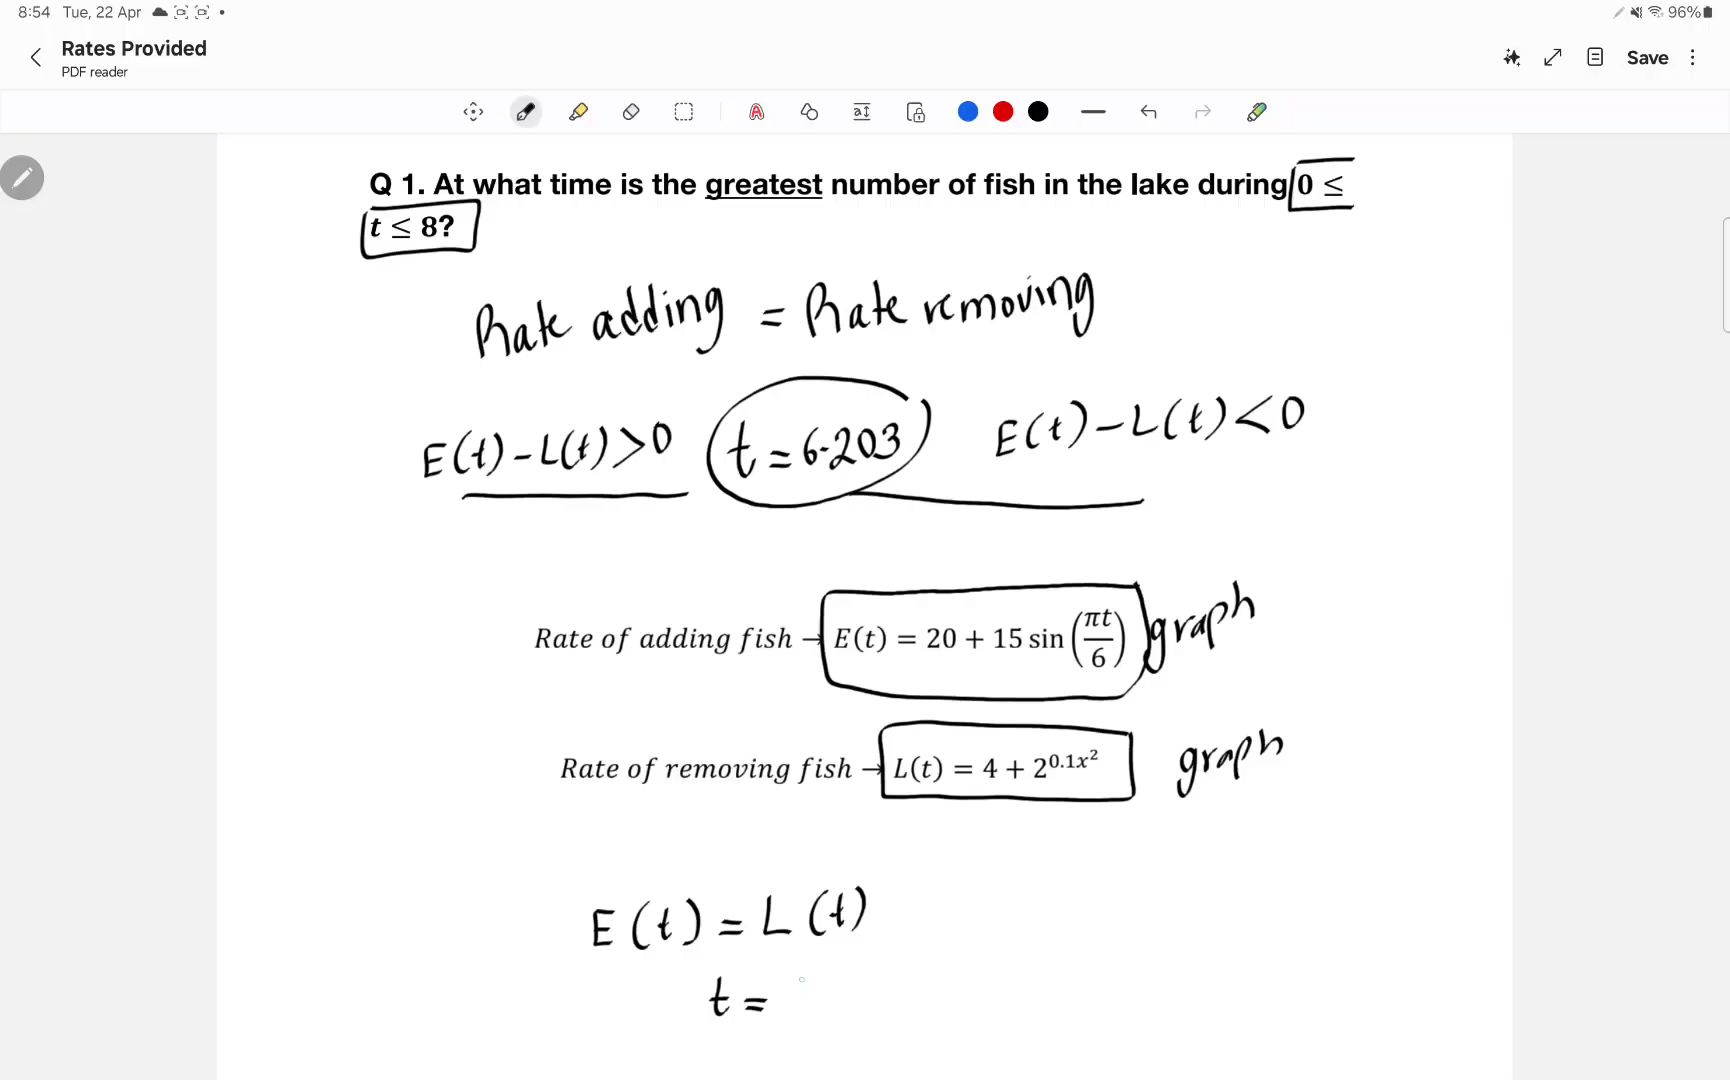 8:54 Tue, 22 Apr 96%
Rates Provided
PDF reader
Save
Q 1. At what time is the greatest number of fish in the lake during 0 ≤
t ≤ 8?
Rate adding = Rate removing
E(t) - L(t) > 0 t = 6.203 E(t) - L(t) < 0
Rate of adding fish → E(t) = 20 + 15 sin (πt/6) graph
Rate of removing fish → L(t) = 4 + 2^0.1x² graph
E(t) = L(t)
t =